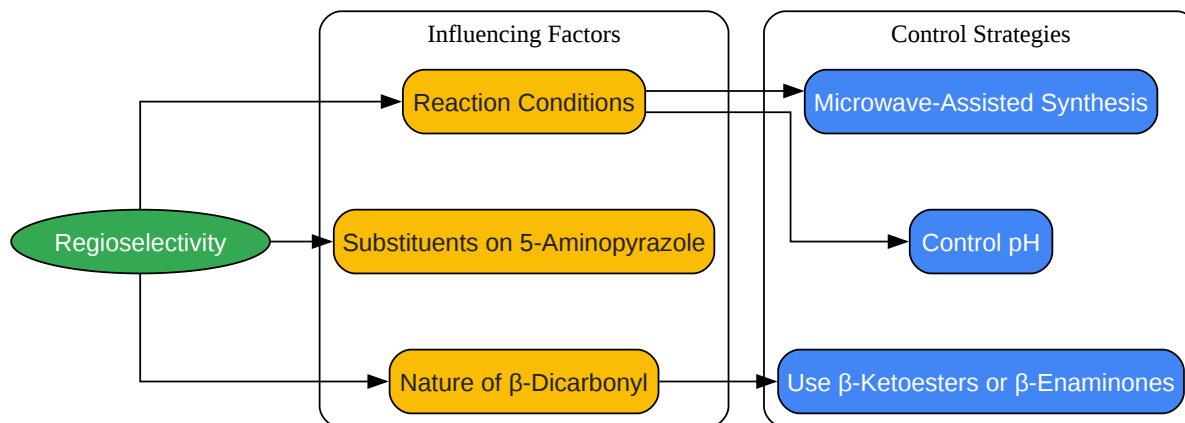 Influencing Factors
Control Strategies
Reaction Conditions
Microwave-Assisted Synthesis
Regioselectivity
Substituents on 5-Aminopyrazole
Control pH
Nature of β-Dicarbonyl
Use β-Ketoesters or β-Enaminones